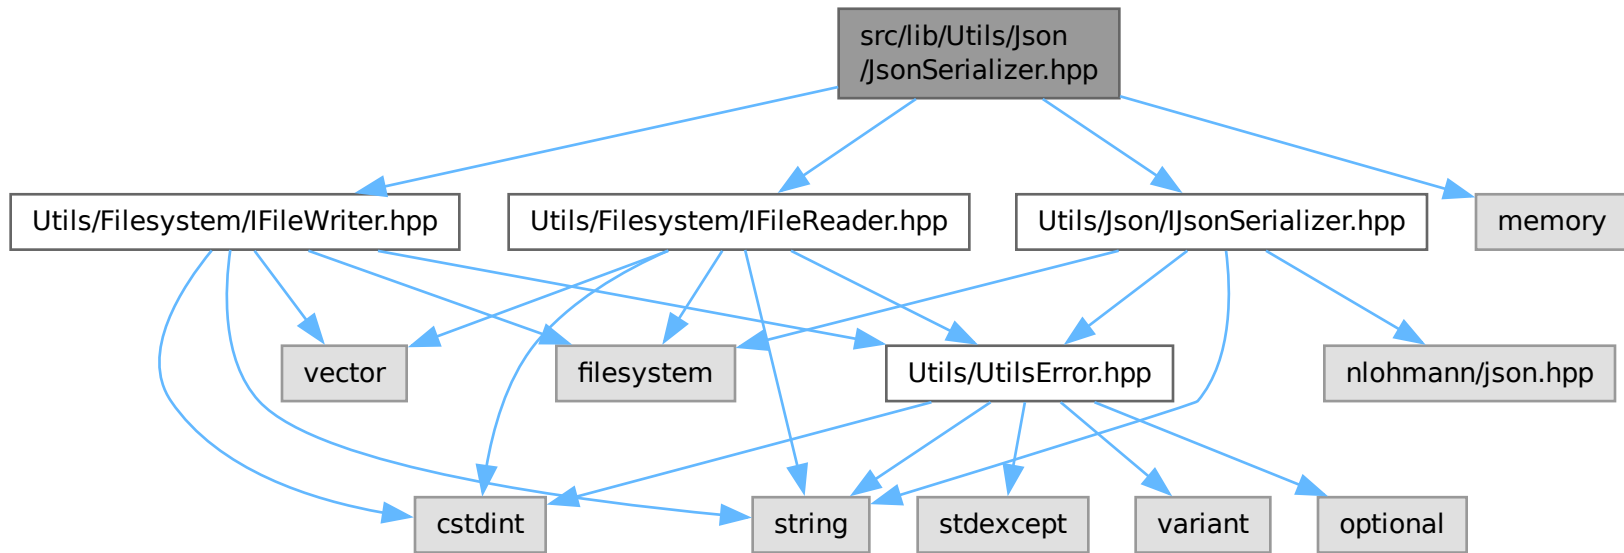 src/lib/Utils/Json
/JsonSerializer.hpp
Utils/Filesystem/IFileWriter.hpp
Utils/Filesystem/IFileReader.hpp
Utils/Json/IJsonSerializer.hpp
memory
vector
filesystem
Utils/UtilsError.hpp
nlohmann/json.hpp
cstdint
string
stdexcept
variant
optional